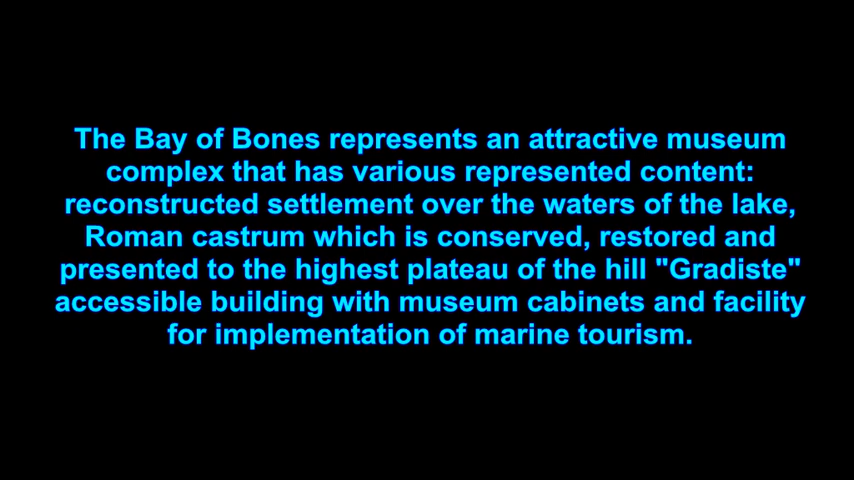 The Bay of Bones represents an attractive museum
complex that has various represented content:
reconstructed settlement over the waters of the lake,
Roman castrum which is conserved, restored and
presented to the highest plateau of the hill "Gradiste"
accessible building with museum cabinets and facility
for implementation of marine tourism.